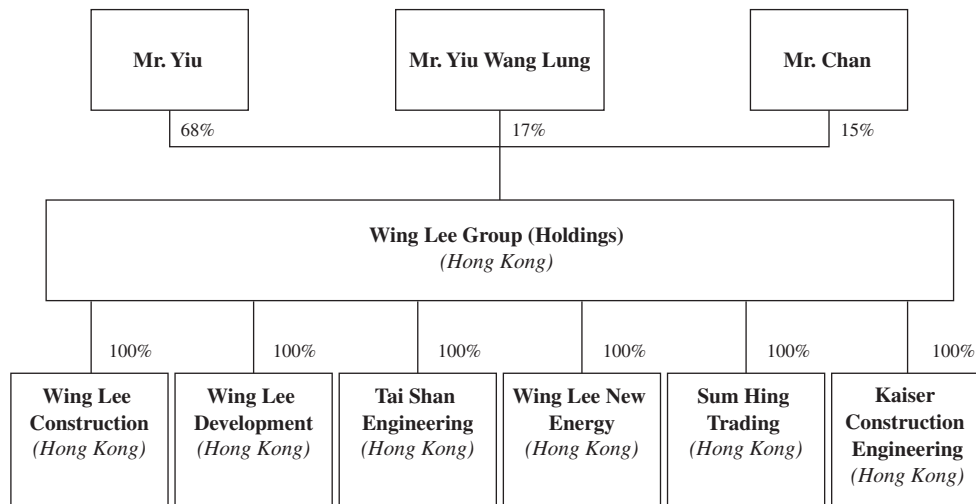 Mr. Yiu
Mr. Yiu Wang Lung
Mr. Chan
68%
17%
15%
Wing Lee Group (Holdings)
(Hong Kong)
100%
100%
100%
100%
100%
100%
Wing Lee
Construction
(Hong Kong)
Wing Lee
Development
(Hong Kong)
Tai Shan
Engineering
(Hong Kong)
Wing Lee New
Energy
(Hong Kong)
Sum Hing
Trading
(Hong Kong)
Kaiser
Construction
Engineering
(Hong Kong)